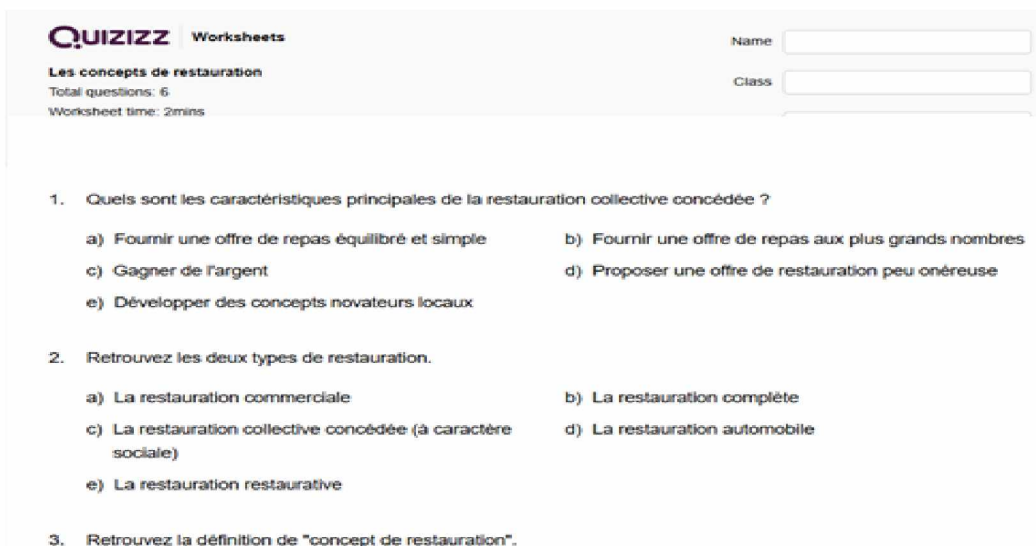 QUIZIZZ Worksheets
Name
Les concepts de restauration
Total questions: 6
Class
Worksheet time: 2mins
1. Quels sont les caractéristiques principales de la restauration collective concédée ?
a) Fournir une offre de repas équilibré et simple
b) Fournir une offre de repas aux plus grands nombres
c) Gagner de l'argent
d) Proposer une offre de restauration peu onéreuse
e) Développer des concepts novateurs locaux
2. Retrouvez les deux types de restauration.
a) La restauration commerciale
b) La restauration complète
c) La restauration collective concédée (à caractère
sociale)
d) La restauration automobile
e) La restauration restaurative
3. Retrouvez la définition de "concept de restauration".